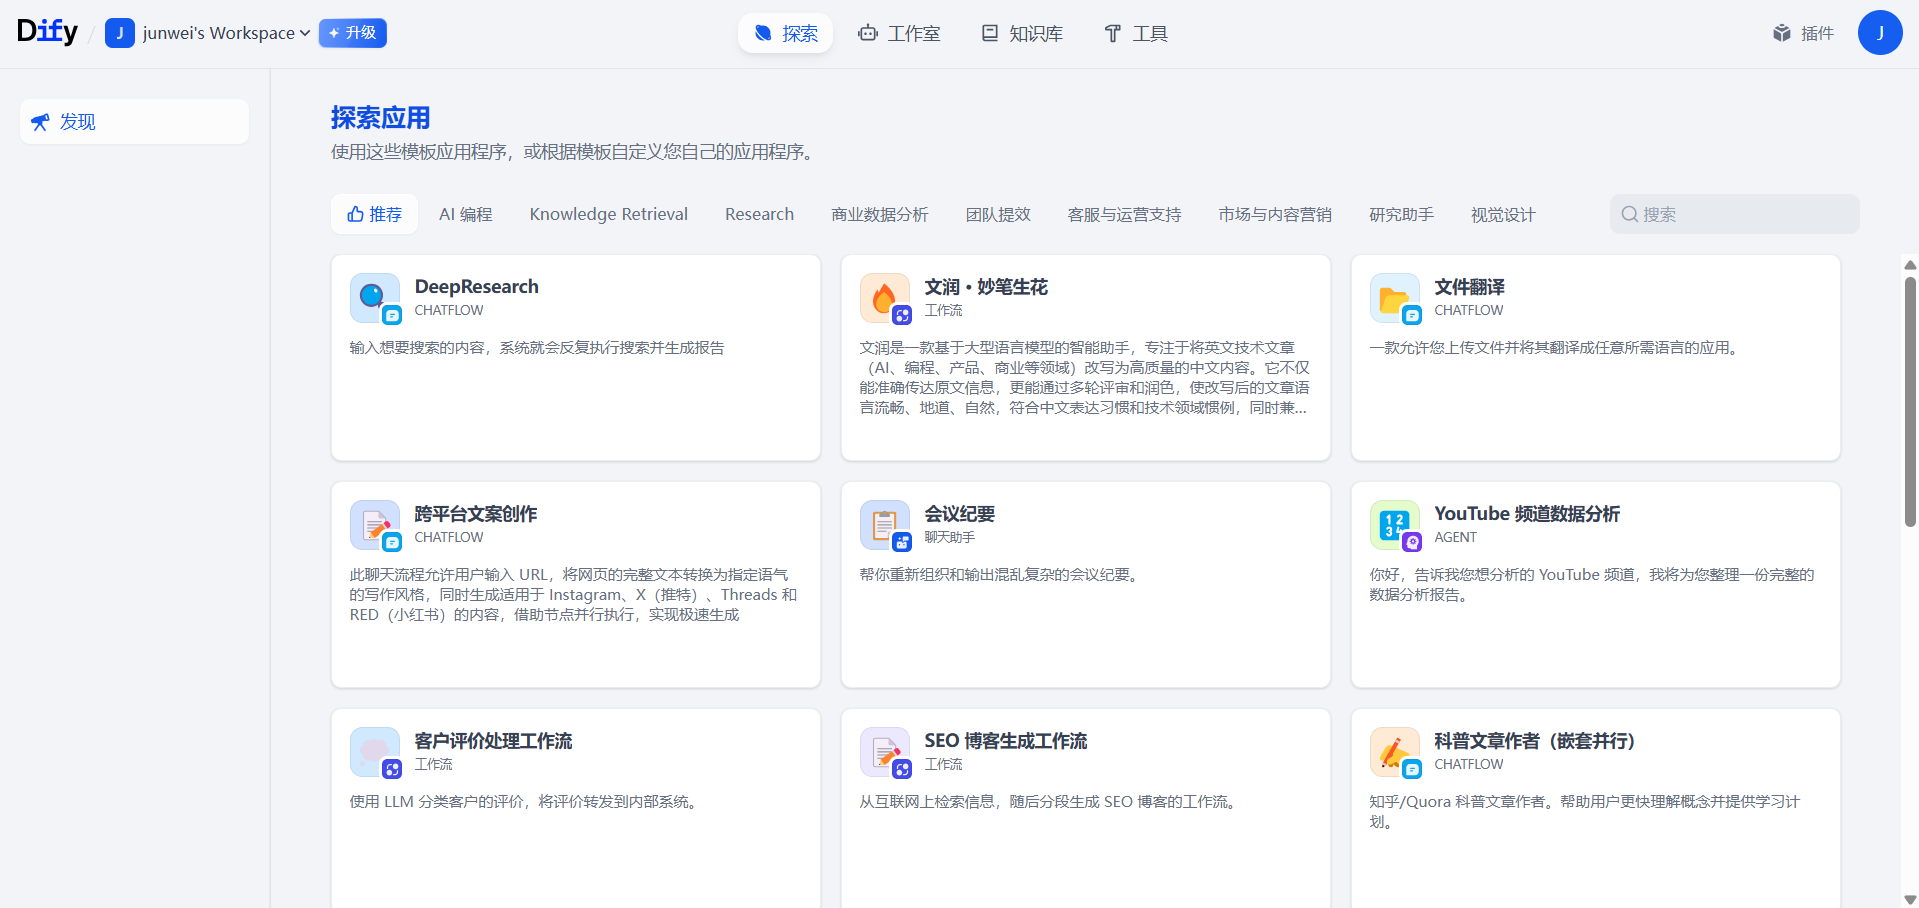 Dify / J junwei's Workspace 升级 探索 工作室 知识库 工具 插件 J
发现
探索应用
使用这些模板应用程序，或根据模板自定义您自己的应用程序。
推荐 AI 编程 Knowledge Retrieval Research 商业数据分析 团队提效 客服与运营支持 市场与内容营销 研究助手 视觉设计 搜索
DeepResearch
CHATFLOW
输入想要搜索的内容，系统就会反复执行搜索并生成报告
文润・妙笔生花
工作流
文润是一款基于大型语言模型的智能助手，专注于将英文技术文章
（AI、编程、产品、商业等领域）改写为高质量的中文内容。它不仅
能准确传达原文信息，更能通过多轮评审和润色，使改写后的文章语
言流畅、地道、自然，符合中文表达习惯和技术领域惯例，同时兼...
文件翻译
CHATFLOW
一款允许您上传文件并将其翻译成任意所需语言的应用。
跨平台文案创作
CHATFLOW
此聊天流程允许用户输入 URL，将网页的完整文本转换为指定语气
的写作风格，同时生成适用于 Instagram、X（推特）、Threads 和
RED（小红书）的内容，借助节点并行执行，实现极速生成
会议纪要
聊天助手
帮你重新组织和输出混乱复杂的会议纪要。
1 2
3 4
YouTube 频道数据分析
AGENT
你好，告诉我您想分析的 YouTube 频道，我将为您整理一份完整的
数据分析报告。
客户评价处理工作流
工作流
使用 LLM 分类客户的评价，将评价转发到内部系统。
SEO 博客生成工作流
工作流
从互联网上检索信息，随后分段生成 SEO 博客的工作流。
科普文章作者（嵌套并行）
CHATFLOW
知乎/Quora 科普文章作者。帮助用户更快理解概念并提供学习计
划。